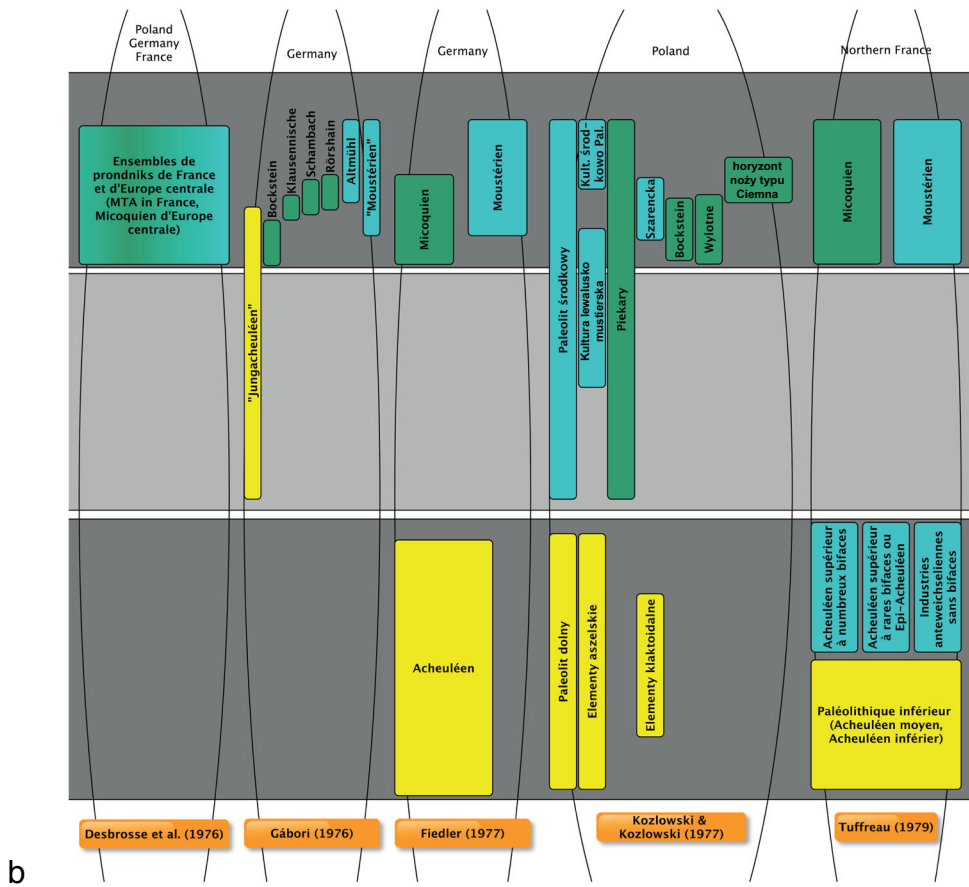 Poland
Germany
France
Germany
Germany
Poland
Northern France
Ensembles de
prondniks de France
et d'Europe centrale
(MTA in France,
Micoquien d'Europe
centrale)
"Jungacheuléen"
Bockstein
Klausennische
Schambach
Rörshain
Altmühl
"Moustérien"
Micoquien
Moustérien
Acheuléen
Paleolit środkowy
Kult. środ-
kowo Pal.
Kultura lewalusko
mustierska
Piekary
Szarencka
Bockstein
Wylotne
horyzont
noży typu
Ciemna
Paleolit dolny
Elementy aszelskie
Elementy klaktoidalne
Micoquien
Moustérien
Acheuléen supérieur
à numbreux bifaces
Acheuléen supérieur
à rares bifaces ou
Epi-Acheuléen
Industries
anteweichseliennes
sans bifaces
Paléolithique inférieur
(Acheuléen moyen,
Acheuléen inférier)
Desbrosse et al. (1976)
Gábori (1976)
Fiedler (1977)
Kozlowski &
Kozlowski (1977)
Tuffreau (1979)
b